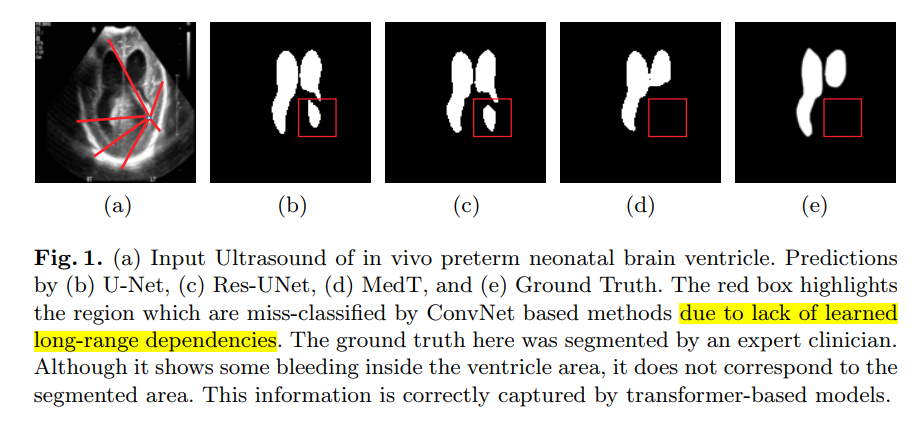 (a)
(b)
(c)
(d)
(e)
Fig. 1. (a) Input Ultrasound of in vivo preterm neonatal brain ventricle. Predictions
by (b) U-Net, (c) Res-UNet, (d) MedT, and (e) Ground Truth. The red box highlights
the region which are miss-classified by ConvNet based methods due to lack of learned
long-range dependencies. The ground truth here was segmented by an expert clinician.
Although it shows some bleeding inside the ventricle area, it does not correspond to the
segmented area. This information is correctly captured by transformer-based models.